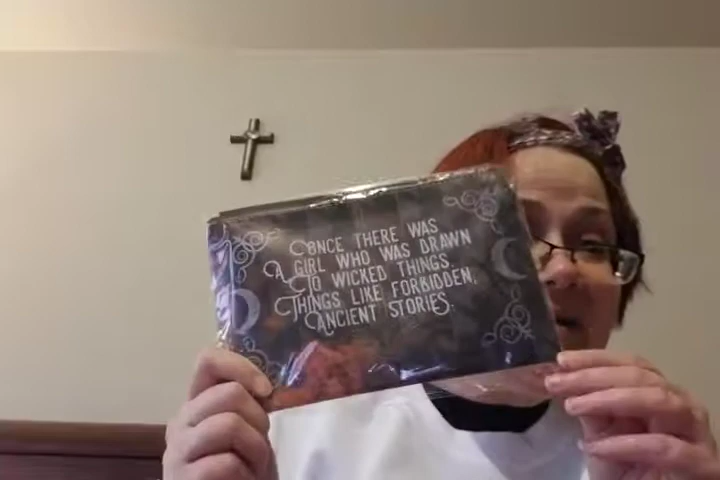 ONCE THERE WAS
A GIRL WHO WAS DRAWN
TO WICKED THINGS.
THINGS LIKE FORBIDDEN,
ANCIENT STORIES.